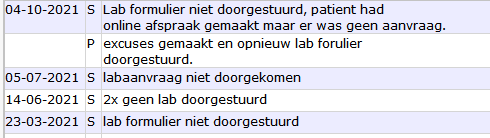 04-10-2021 S Lab formulier niet doorgestuurd, patient had
online afspraak gemaakt maar er was geen aanvraag.
P excuses gemaakt en opnieuw lab forulier
doorgestuurd.
05-07-2021 S labaanvraag niet doorgekomen
14-06-2021 S 2x geen lab doorgestuurd
23-03-2021 S lab formulier niet doorgestuurd